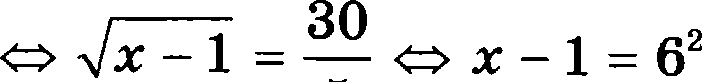 ⇔ √(x − 1) = 30/ ⇔ x − 1 = 6²